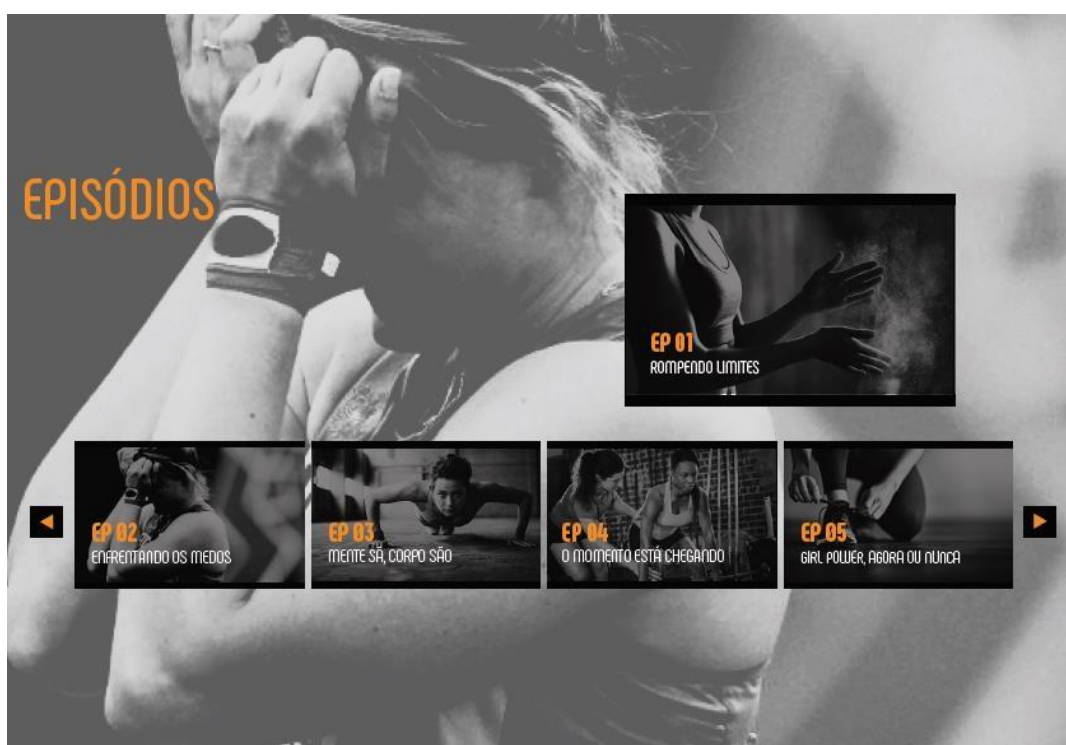 EPISÓDIOS
EP 01
ROMPENDO LIMITES
EP 02
ENFRENTANDO OS MEDOS
EP 03
MENTE SÃ, CORPO SÃO
EP 04
O MOMENTO ESTÁ CHEGANDO
EP 05
GIRL POWER, AGORA OU NUNCA